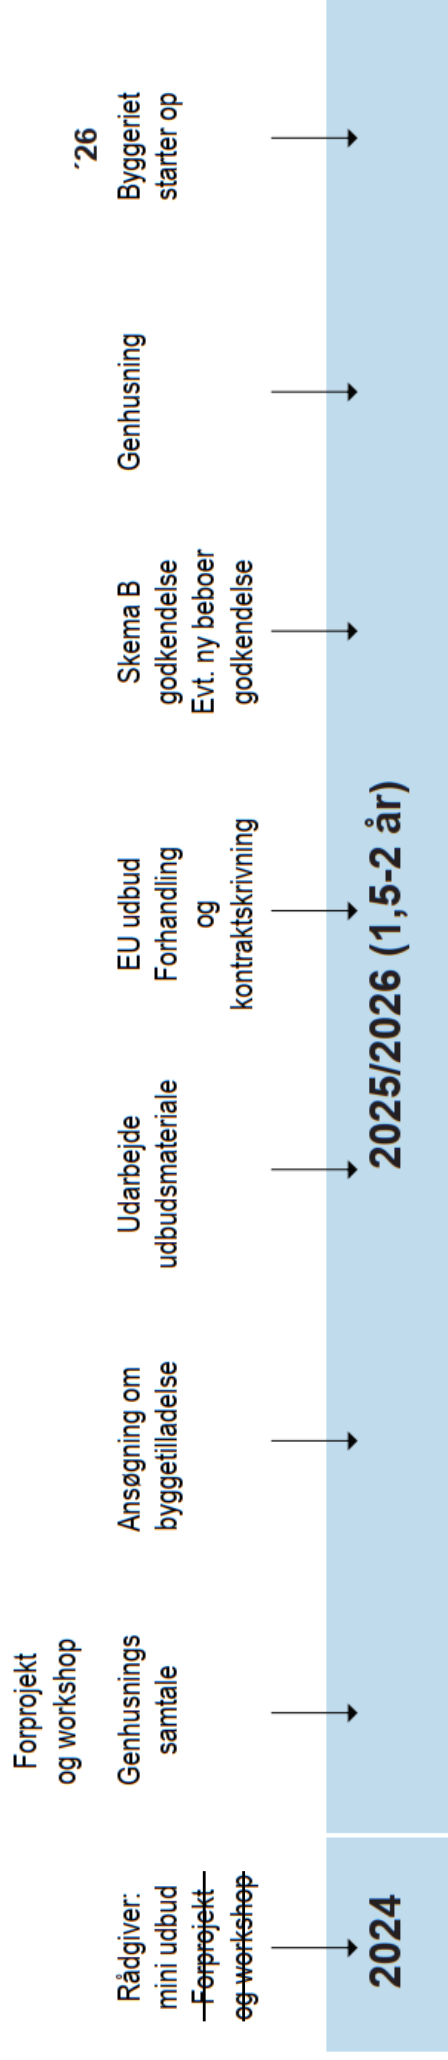 Rådgiver:
mini udbud
Forprojekt
og workshop
Forprojekt
og workshop
Genhusnings
samtale
Ansøgning om
byggetilladelse
Udarbejde
udbudsmateriale
EU udbud
Forhandling
og
kontraktskrivning
Skema B
godkendelse
Evt. ny beboer
godkendelse
Genhusning
´26
Byggeriet
starter op
2024
2025/2026 (1,5-2 år)